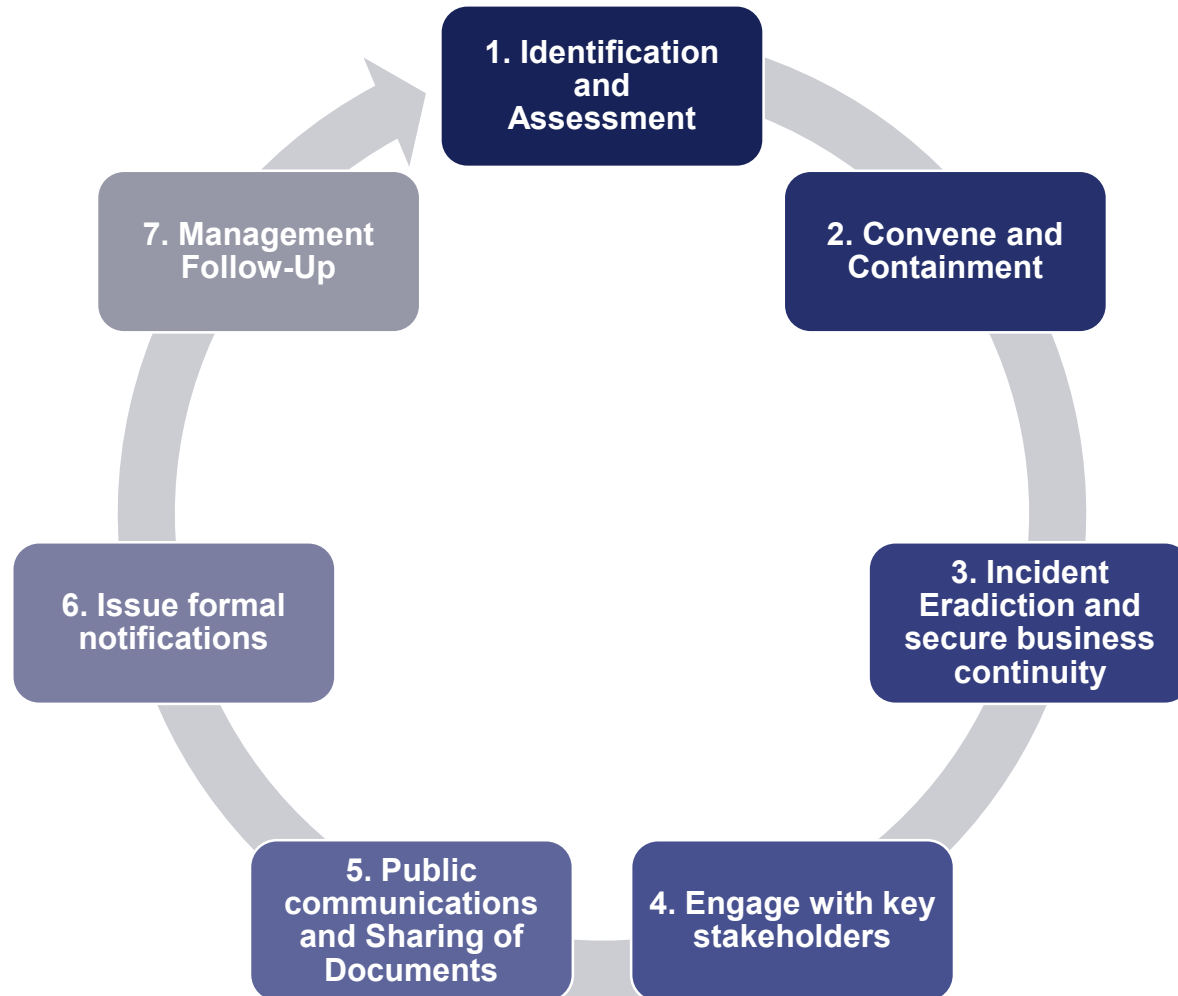 1. Identification
and
Assessment
2. Convene and
Containment
3. Incident
Eradiction and
secure business
continuity
4. Engage with key
stakeholders
5. Public
communications
and Sharing of
Documents
6. Issue formal
notifications
7. Management
Follow-Up